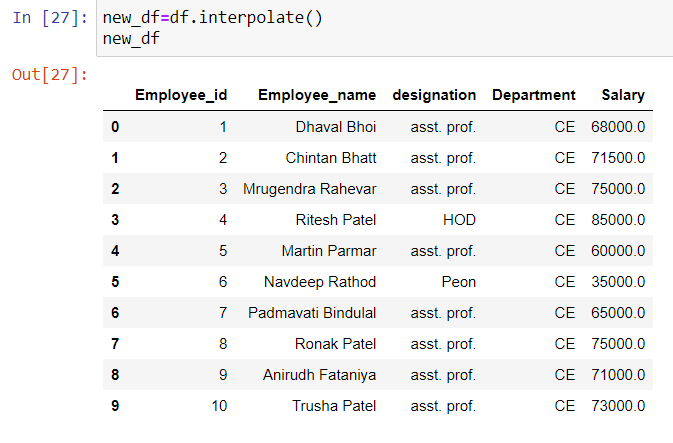 In [27]: new_df=df.interpolate()
new_df
Out[27]:
Employee_id Employee_name designation Department Salary
0 1 Dhaval Bhoi asst. prof. CE 68000.0
1 2 Chintan Bhatt asst. prof. CE 71500.0
2 3 Mrugendra Rahevar asst. prof. CE 75000.0
3 4 Ritesh Patel HOD CE 85000.0
4 5 Martin Parmar asst. prof. CE 60000.0
5 6 Navdeep Rathod Peon CE 35000.0
6 7 Padmavati Bindulal asst. prof. CE 65000.0
7 8 Ronak Patel asst. prof. CE 75000.0
8 9 Anirudh Fataniya asst. prof. CE 71000.0
9 10 Trusha Patel asst. prof. CE 73000.0